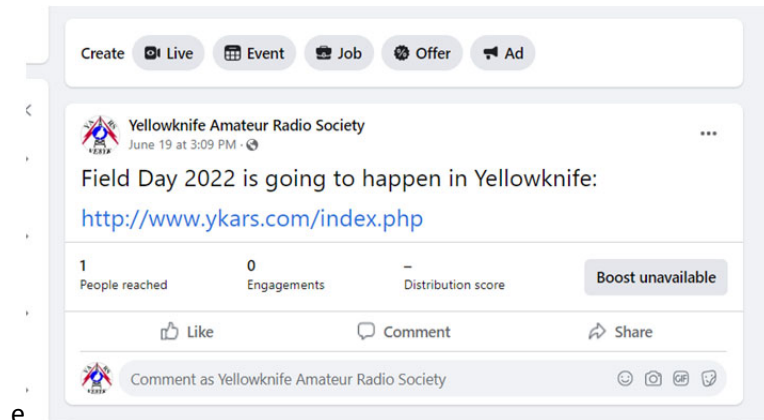 Create Live Event Job Offer Ad
Yellowknife Amateur Radio Society
June 19 at 3:09 PM ·
Field Day 2022 is going to happen in Yellowknife:
http://www.ykars.com/index.php
1 0 – Boost unavailable
People reached Engagements Distribution score
Like Comment Share
Comment as Yellowknife Amateur Radio Society GIF
e